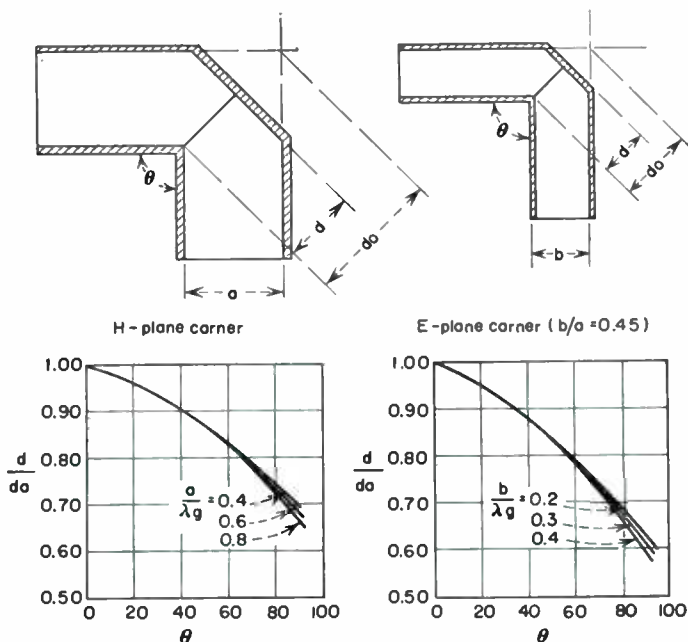 θ
d
do
a
θ
d
do
b
H-plane corner
E-plane corner (b/a =0.45)
1.00
0.90
0.80
d/do
0.70
0.60
0.50
a/λg =0.4
0.6
0.8
0 20 40 60 80 100
θ
1.00
0.90
0.80
d/do
0.70
0.60
0.50
b/λg =0.2
0.3
0.4
0 20 40 60 80 100
θ